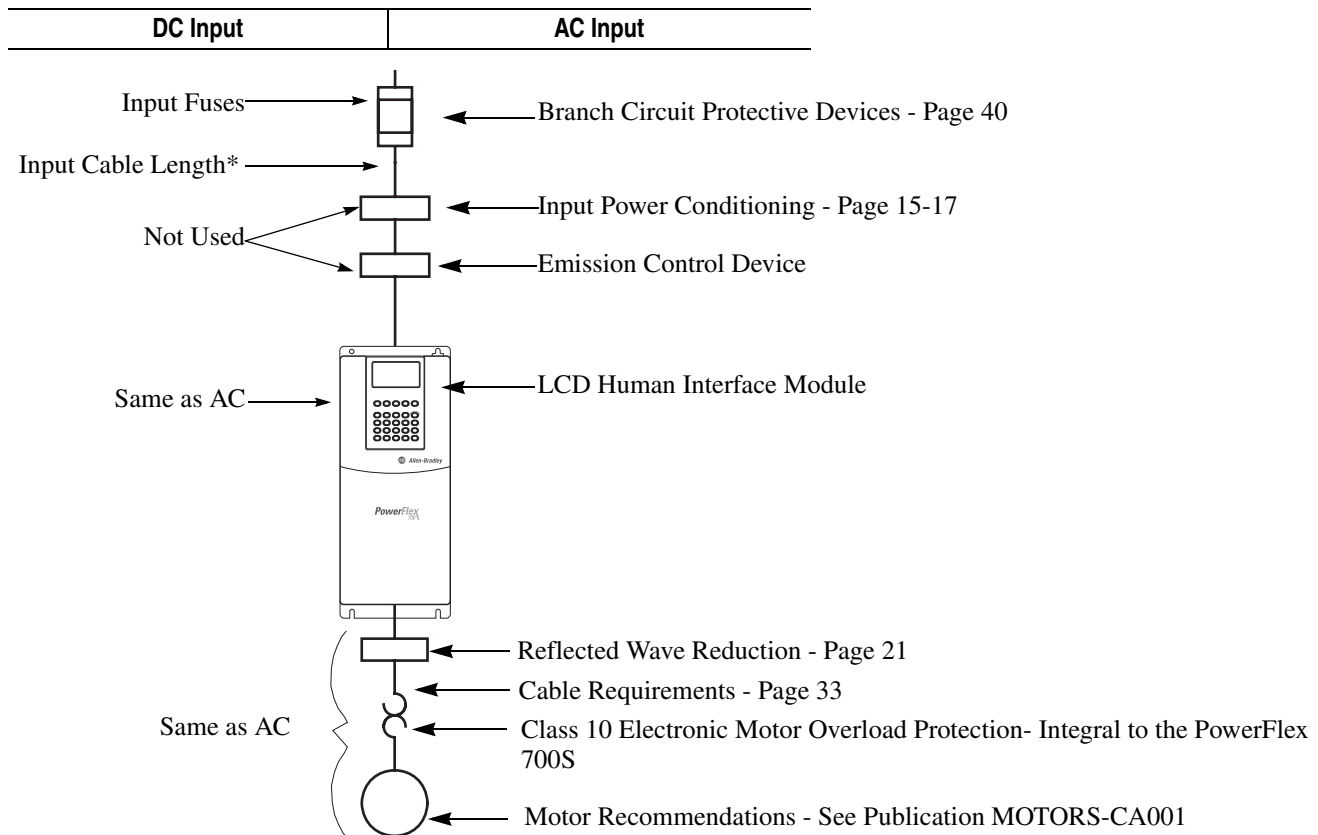 DC Input AC Input
Input Fuses
Branch Circuit Protective Devices - Page 40
Input Cable Length*
Input Power Conditioning - Page 15-17
Not Used
Emission Control Device
LCD Human Interface Module
Same as AC
Allen-Bradley
PowerFlex
Reflected Wave Reduction - Page 21
Cable Requirements - Page 33
Same as AC
Class 10 Electronic Motor Overload Protection- Integral to the PowerFlex
700S
Motor Recommendations - See Publication MOTORS-CA001